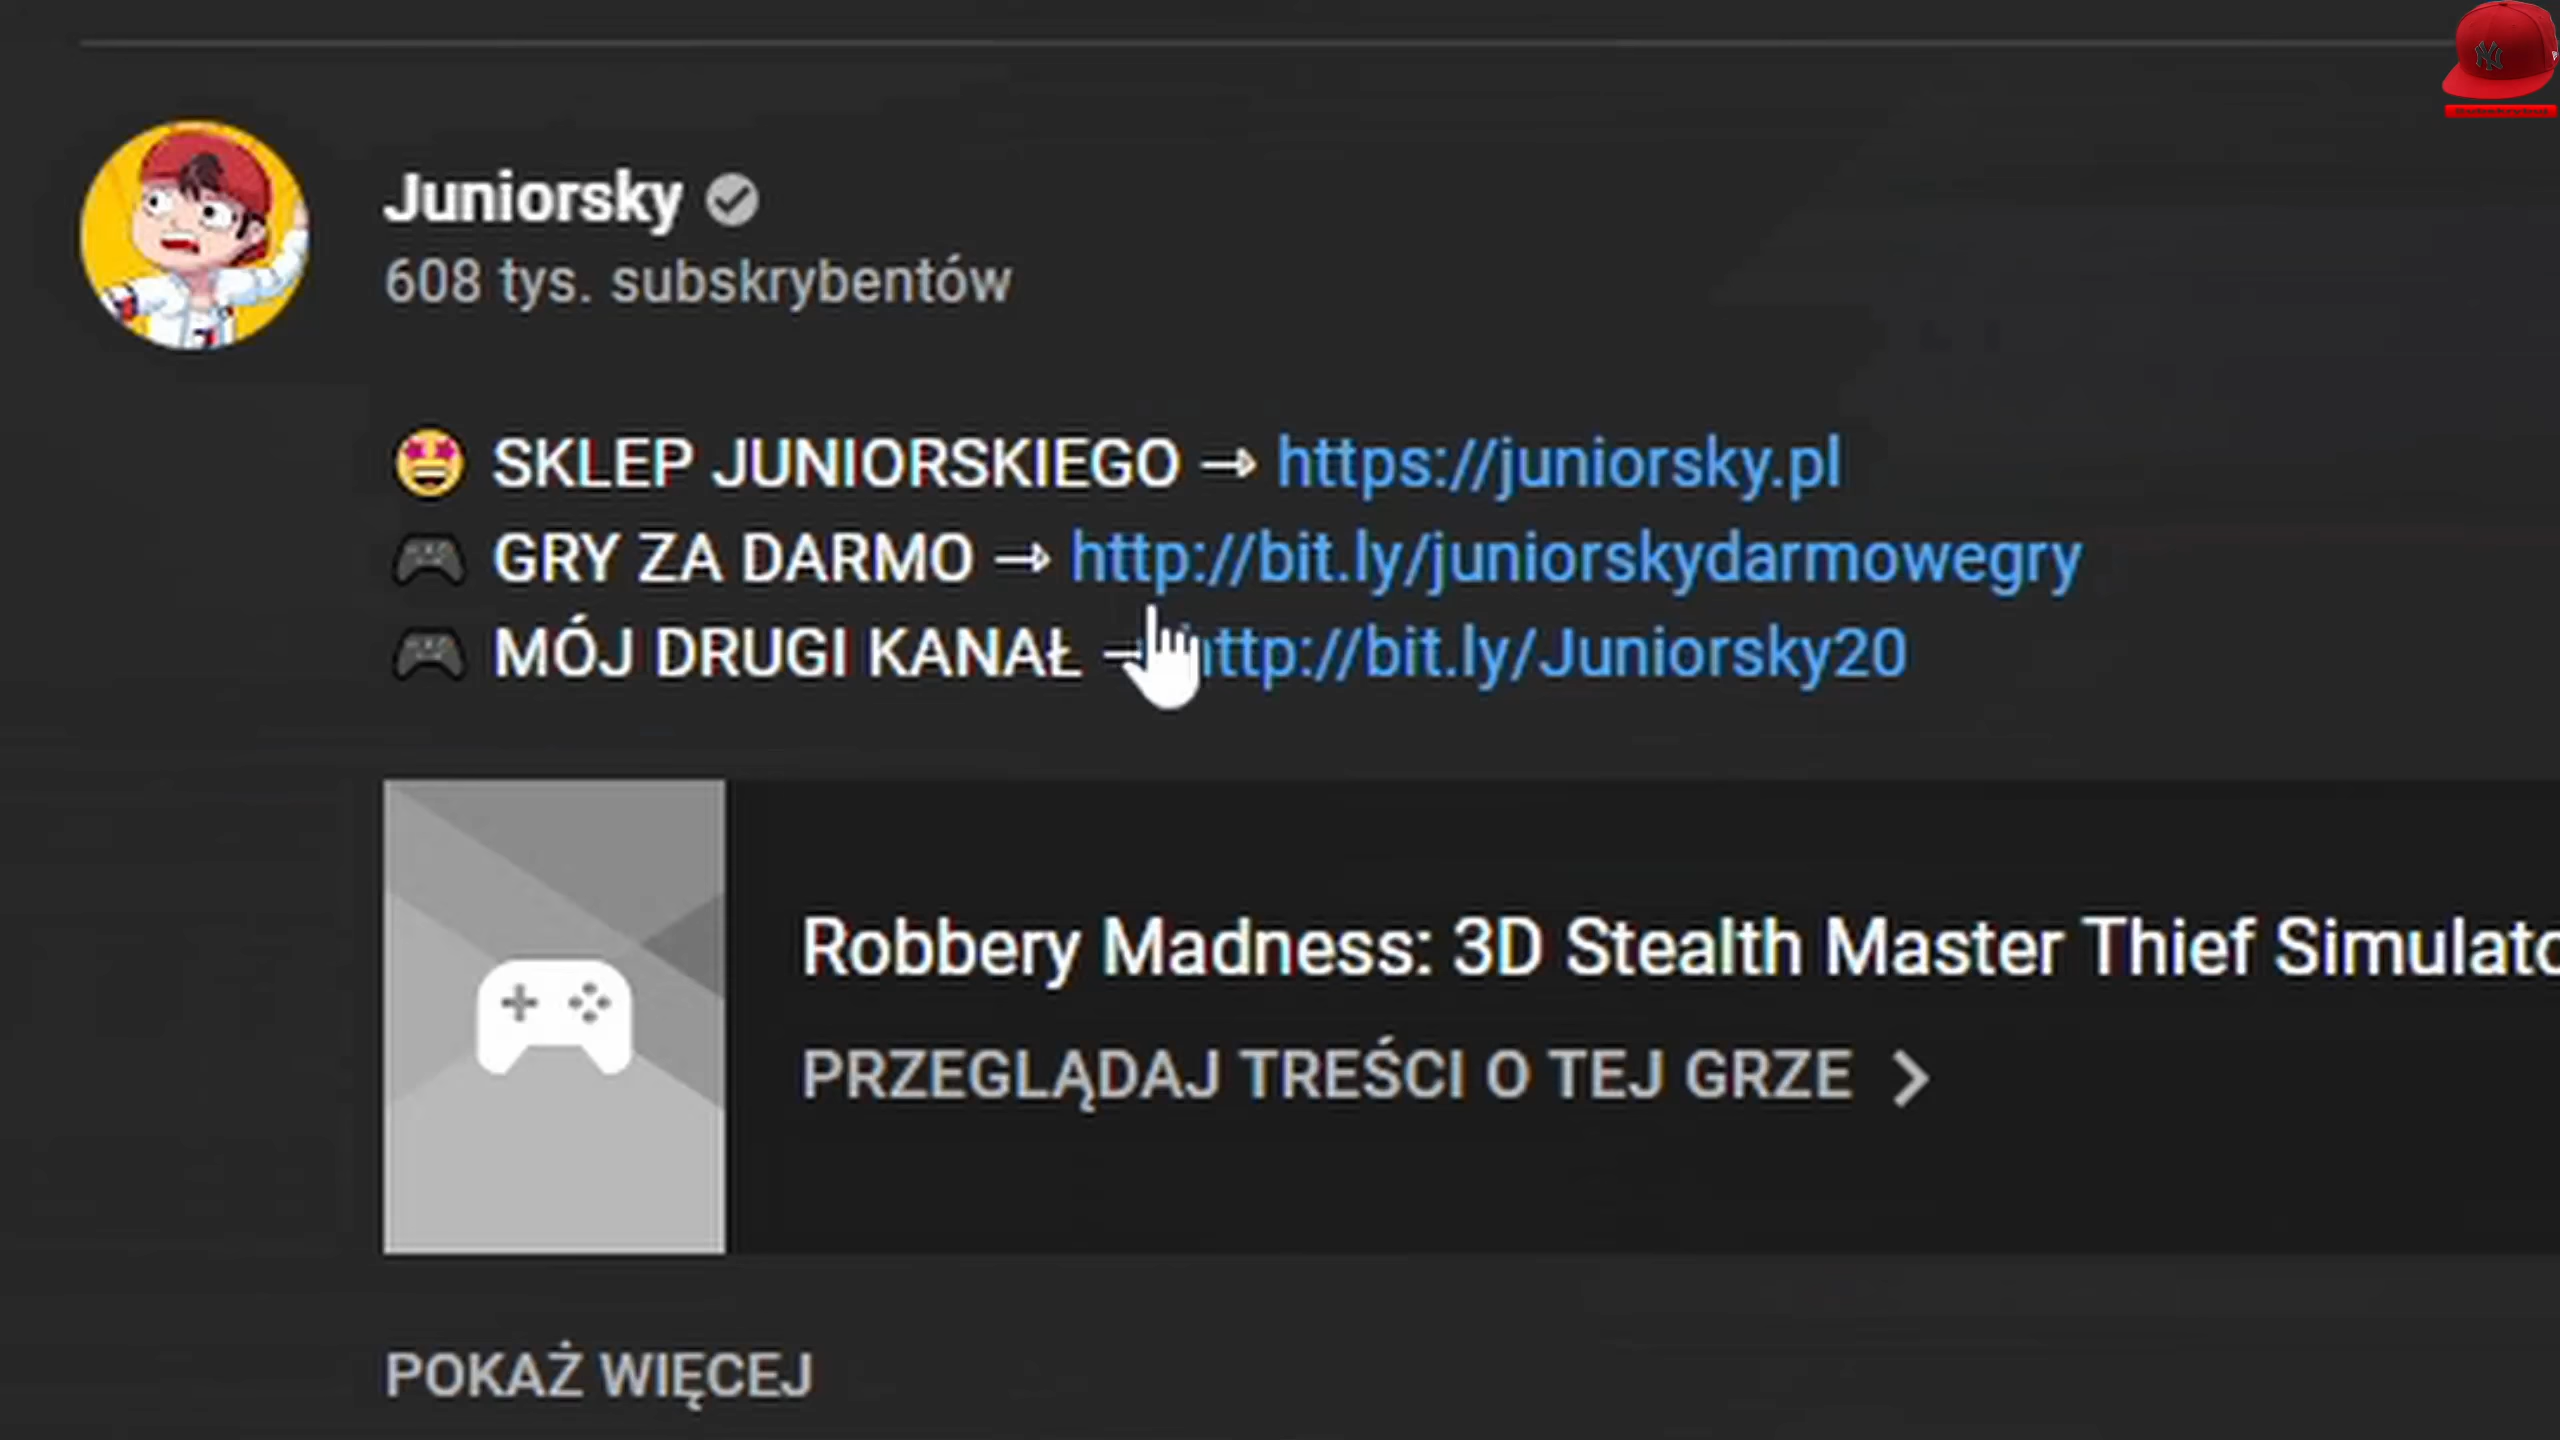 Juniorsky
608 tys. subskrybentów
🤩 SKLEP JUNIORSKIEGO → https://juniorsky.pl
🎮 GRY ZA DARMO → http://bit.ly/juniorskydarmowegry
🎮 MÓJ DRUGI KANAŁ → http://bit.ly/Juniorsky20
Robbery Madness: 3D Stealth Master Thief Simulato
PRZEGLĄDAJ TREŚCI O TEJ GRZE >
POKAŻ WIĘCEJ
NY